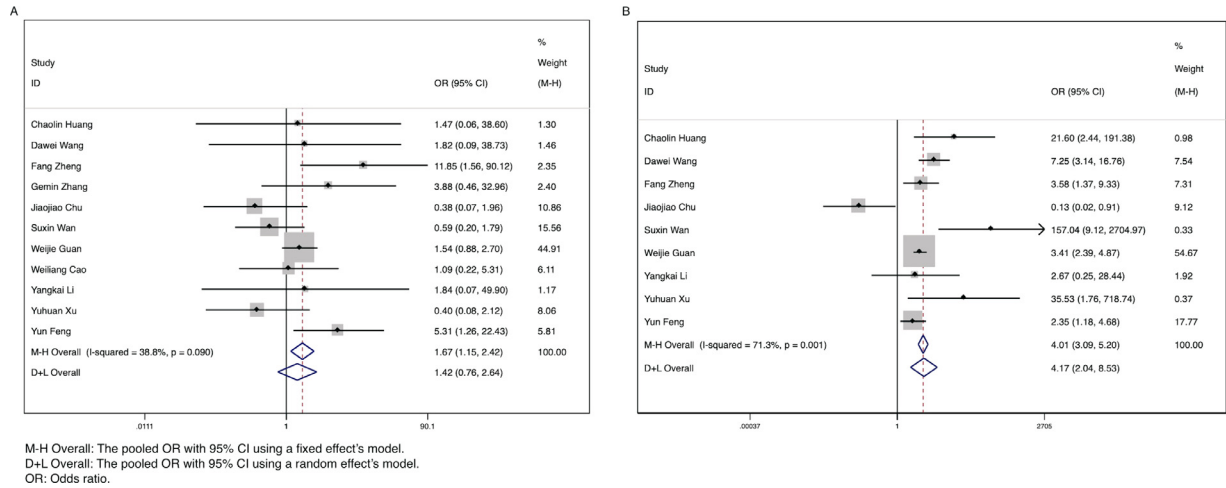 A
%
Study Weight
ID OR (95% CI) (M-H)
Chaolin Huang 1.47 (0.06, 38.60) 1.30
Dawei Wang 1.82 (0.09, 38.73) 1.46
Fang Zheng 11.85 (1.56, 90.12) 2.35
Gemin Zhang 3.88 (0.46, 32.96) 2.40
Jiaojiao Chu 0.38 (0.07, 1.96) 10.86
Suxin Wan 0.59 (0.20, 1.79) 15.56
Weijie Guan 1.54 (0.88, 2.70) 44.91
Weiliang Cao 1.09 (0.22, 5.31) 6.11
Yangkai Li 1.84 (0.07, 49.90) 1.17
Yuhuan Xu 0.40 (0.08, 2.12) 8.06
Yun Feng 5.31 (1.26, 22.43) 5.81
M-H Overall (I-squared = 38.8%, p = 0.090) 1.67 (1.15, 2.42) 100.00
D+L Overall 1.42 (0.76, 2.64)
.0111 1 90.1
B
%
Study Weight
ID OR (95% CI) (M-H)
Chaolin Huang 21.60 (2.44, 191.38) 0.98
Dawei Wang 7.25 (3.14, 16.76) 7.54
Fang Zheng 3.58 (1.37, 9.33) 7.31
Jiaojiao Chu 0.13 (0.02, 0.91) 9.12
Suxin Wan 157.04 (9.12, 2704.97) 0.33
Weijie Guan 3.41 (2.39, 4.87) 54.67
Yangkai Li 2.67 (0.25, 28.44) 1.92
Yuhuan Xu 35.53 (1.76, 718.74) 0.37
Yun Feng 2.35 (1.18, 4.68) 17.77
M-H Overall (I-squared = 71.3%, p = 0.001) 4.01 (3.09, 5.20) 100.00
D+L Overall 4.17 (2.04, 8.53)
.00037 1 2705
M-H Overall: The pooled OR with 95% CI using a fixed effect's model.
D+L Overall: The pooled OR with 95% CI using a random effect's model.
OR: Odds ratio.